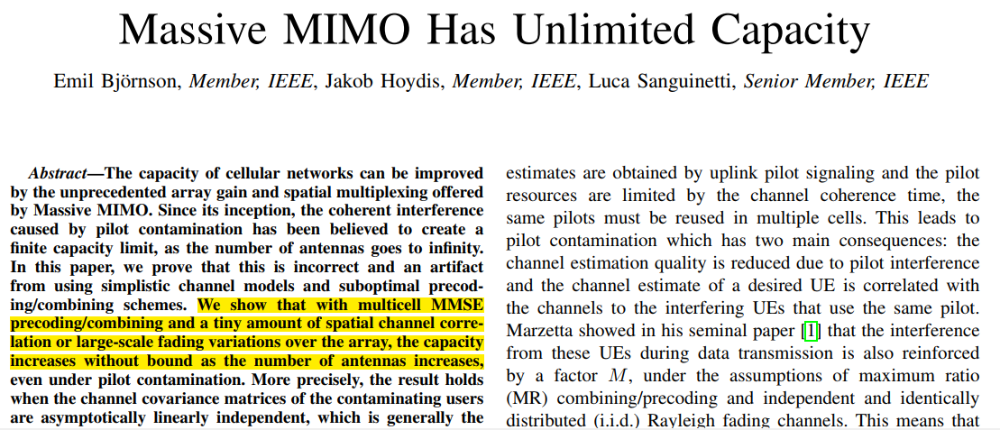 Massive MIMO Has Unlimited Capacity
Emil Björnson, Member, IEEE, Jakob Hoydis, Member, IEEE, Luca Sanguinetti, Senior Member, IEEE
Abstract—The capacity of cellular networks can be improved
by the unprecedented array gain and spatial multiplexing offered
by Massive MIMO. Since its inception, the coherent interference
caused by pilot contamination has been believed to create a
finite capacity limit, as the number of antennas goes to infinity.
In this paper, we prove that this is incorrect and an artifact
from using simplistic channel models and suboptimal precod-
ing/combining schemes. We show that with multicell MMSE
precoding/combining and a tiny amount of spatial channel corre-
lation or large-scale fading variations over the array, the capacity
increases without bound as the number of antennas increases,
even under pilot contamination. More precisely, the result holds
when the channel covariance matrices of the contaminating users
are asymptotically linearly independent, which is generally the
estimates are obtained by uplink pilot signaling and the pilot
resources are limited by the channel coherence time, the
same pilots must be reused in multiple cells. This leads to
pilot contamination which has two main consequences: the
channel estimation quality is reduced due to pilot interference
and the channel estimate of a desired UE is correlated with
the channels to the interfering UEs that use the same pilot.
Marzetta showed in his seminal paper [1] that the interference
from these UEs during data transmission is also reinforced
by a factor M, under the assumptions of maximum ratio
(MR) combining/precoding and independent and identically
distributed (i.i.d.) Rayleigh fading channels. This means that